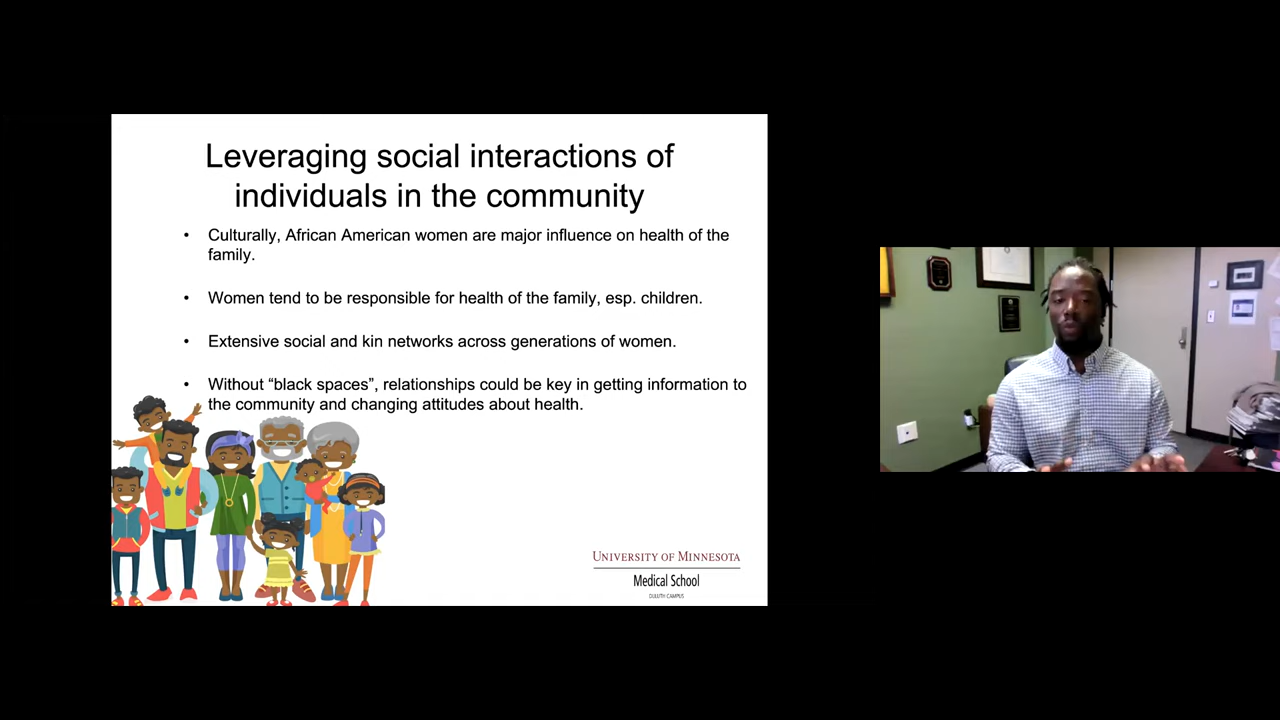 Leveraging social interactions of
individuals in the community
• Culturally, African American women are major influence on health of the
family.
• Women tend to be responsible for health of the family, esp. children.
• Extensive social and kin networks across generations of women.
• Without “black spaces”, relationships could be key in getting information to
the community and changing attitudes about health.
UNIVERSITY OF MINNESOTA
Medical School
DULUTH CAMPUS